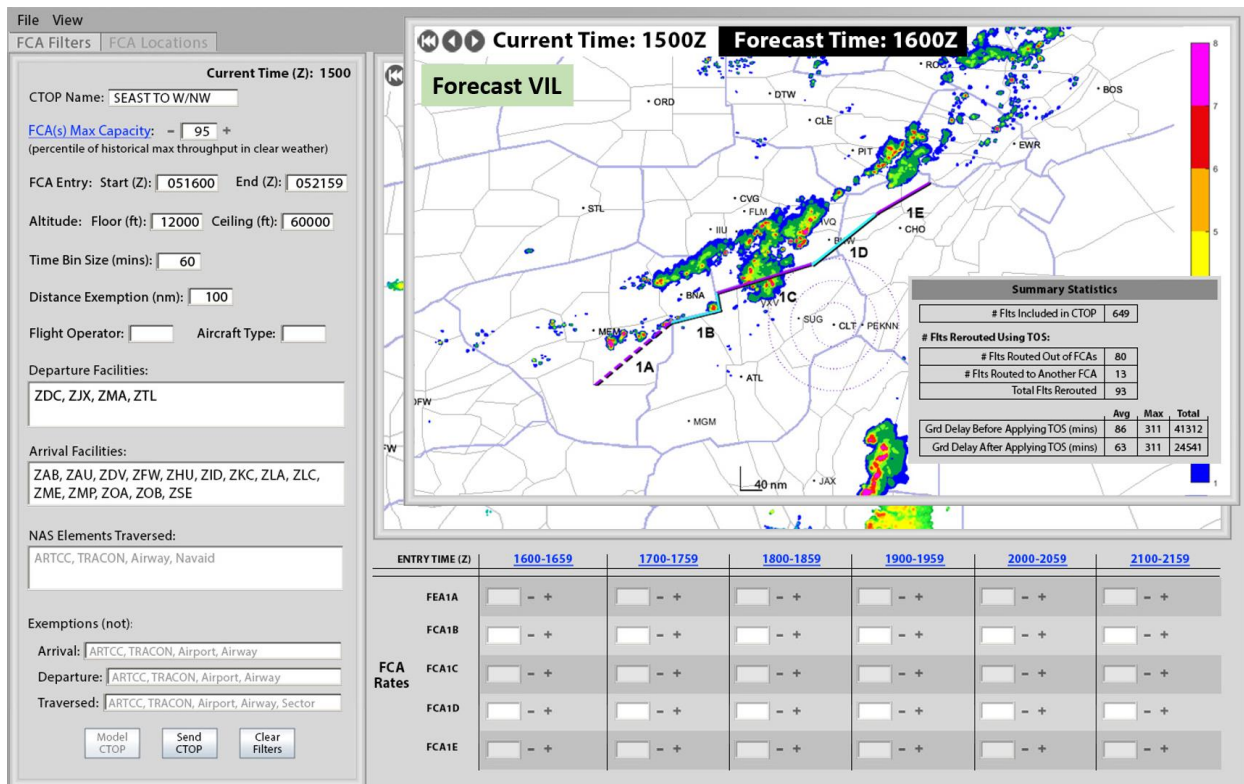 File View
FCA Filters FCA Locations
Current Time (Z): 1500
CTOP Name: SEAST TO W/NW
FCA(s) Max Capacity: - 95 +
(percentile of historical max throughput in clear weather)
FCA Entry: Start (Z): 051600 End (Z): 052159
Altitude: Floor (ft): 12000 Ceiling (ft): 60000
Time Bin Size (mins): 60
Distance Exemption (nm): 100
Flight Operator: Aircraft Type:
Departure Facilities:
ZDC, ZJX, ZMA, ZTL
Arrival Facilities:
ZAB, ZAU, ZDV, ZFW, ZHU, ZID, ZKC, ZLA, ZLC,
ZME, ZMP, ZOA, ZOB, ZSE
NAS Elements Traversed:
ARTCC, TRACON, Airway, Navaid
Exemptions (not):
Arrival: ARTCC, TRACON, Airport, Airway
Departure: ARTCC, TRACON, Airport, Airway
Traversed: ARTCC, TRACON, Airport, Airway, Sector
Model CTOP
Send CTOP
Clear Filters
Current Time: 1500Z Forecast Time: 1600Z
Forecast VIL
ROC
BOS
DTW
ORD
CLE
PIT
EWR
CVG
FLM
STL
1E
CHO
IIU
1D
BNA
1C
SUG
CLT
PEKNN
MEM
1B
1A
ATL
MGM
JAX
40 nm
8
7
6
5
1
Summary Statistics
# Flts Included in CTOP 649
# Flts Rerouted Using TOS:
# Flts Routed Out of FCAs 80
# Flts Routed to Another FCA 13
Total Flts Rerouted 93
Avg Max Total
Grd Delay Before Applying TOS (mins) 86 311 41312
Grd Delay After Applying TOS (mins) 63 311 24541
ENTRY TIME (Z) 1600-1659 1700-1759 1800-1859 1900-1959 2000-2059 2100-2159
FCA Rates
FEA1A - + - + - + - + - + - +
FCA1B - + - + - + - + - + - +
FCA1C - + - + - + - + - + - +
FCA1D - + - + - + - + - + - +
FCA1E - + - + - + - + - + - +